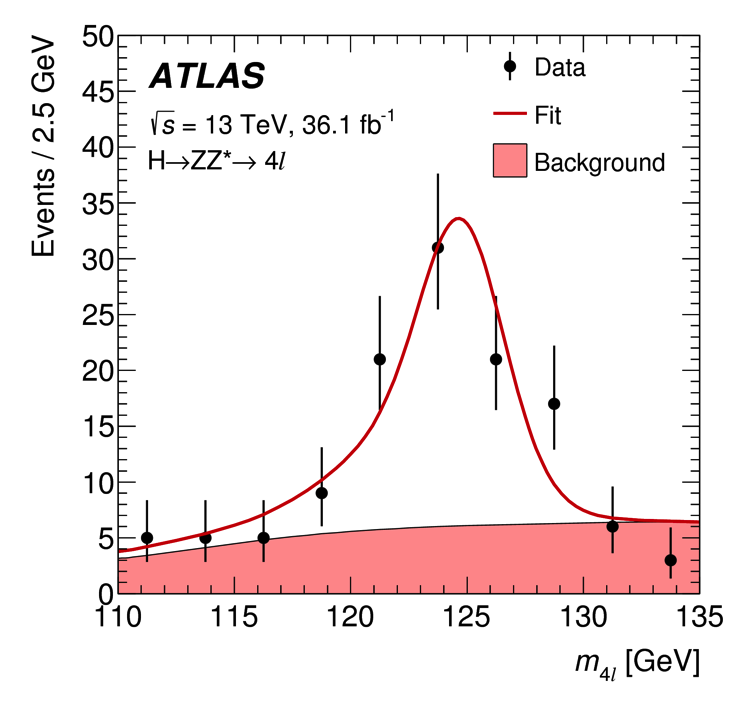 ATLAS
√s = 13 TeV, 36.1 fb⁻¹
H→ZZ*→ 4l
Data
Fit
Background
Events / 2.5 GeV
50
45
40
35
30
25
20
15
10
5
0
110 115 120 125 130 135
m₄ₗ [GeV]